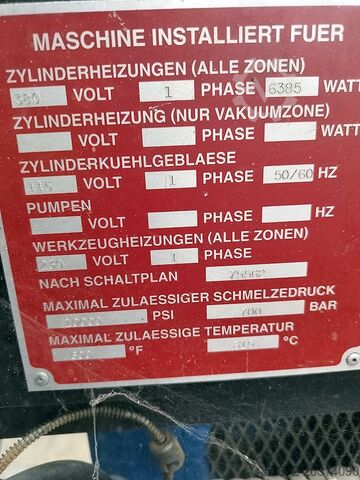 MASCHINE INSTALLIERT FUER
ZYLINDERHEIZUNGEN (ALLE ZONEN)
380 VOLT 1 PHASE 6385 WATT
ZYLINDERHEIZUNG (NUR VAKUUMZONE)
VOLT PHASE WATT
ZYLINDERKUEHLGEBLAESE
115 VOLT 1 PHASE 50/60 HZ
PUMPEN
VOLT PHASE HZ
WERKZEUGHEIZUNGEN (ALLE ZONEN)
VOLT 1 PHASE
NACH SCHALTPLAN 75562
MAXIMAL ZULAESSIGER SCHMELZEDRUCK
PSI 700 BAR
MAXIMAL ZULAESSIGE TEMPERATUR
°F 315 °C